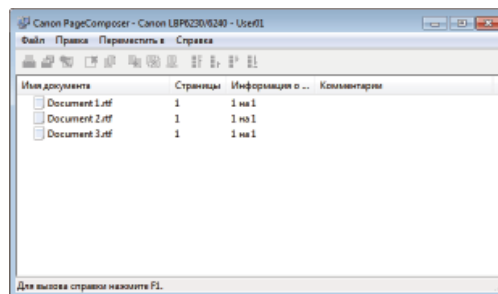 Canon PageComposer - Canon LBP6230/6240 - User01
Файл Правка Переместить в Справка
Имя документа Страницы Информация о ... Комментарии
Document 1.rtf 1 1 на 1
Document 2.rtf 1 1 на 1
Document 3.rtf 1 1 на 1
Для вызова справки нажмите F1.